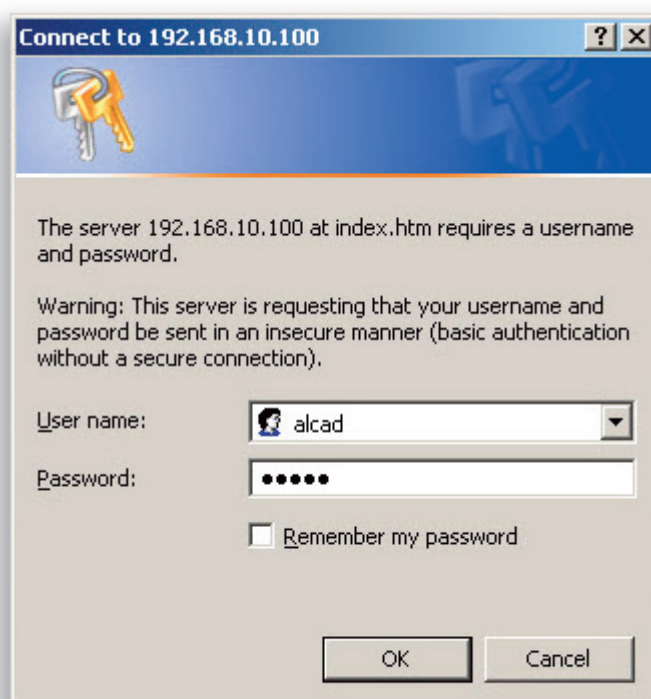 Connect to 192.168.10.100
The server 192.168.10.100 at index.htm requires a username
and password.
Warning: This server is requesting that your username and
password be sent in an insecure manner (basic authentication
without a secure connection).
User name:
alcad
Password:
•••••
Remember my password
OK
Cancel